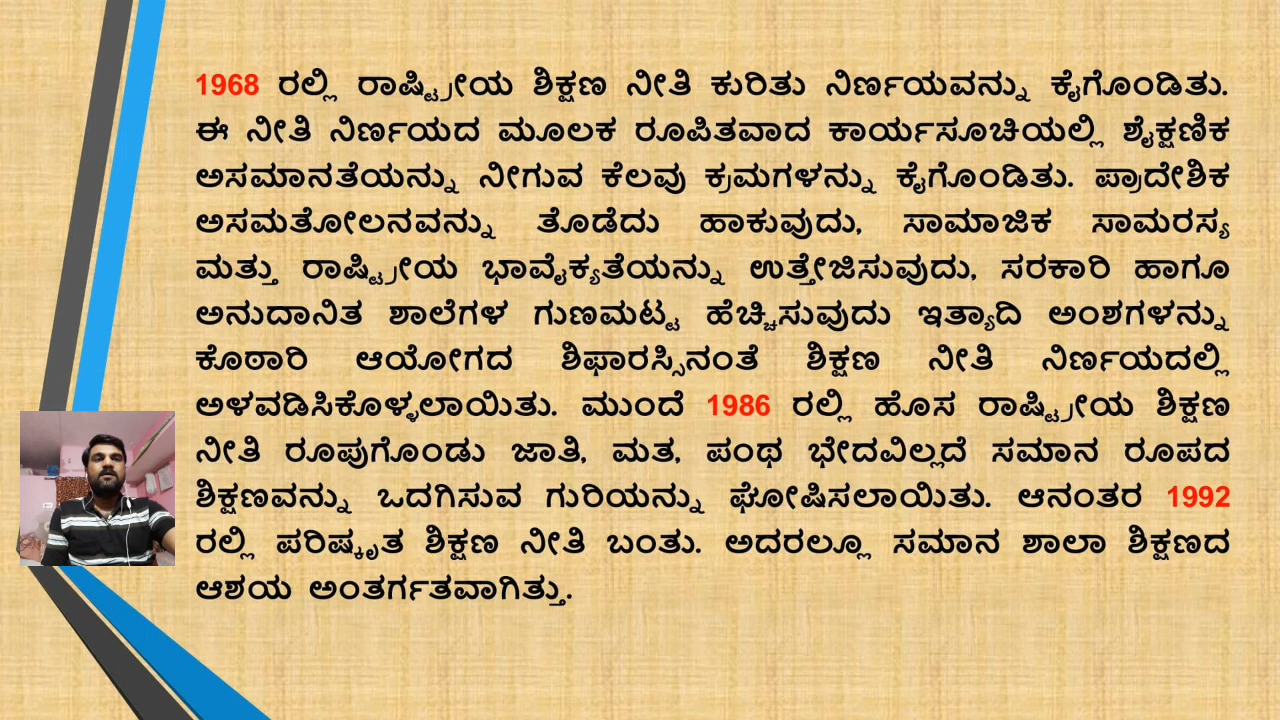 1968 ರಲ್ಲಿ ರಾಷ್ಟ್ರೀಯ ಶಿಕ್ಷಣ ನೀತಿ ಕುರಿತು ನಿರ್ಣಯವನ್ನು ಕೈಗೊಂಡಿತು.
ಈ ನೀತಿ ನಿರ್ಣಯದ ಮೂಲಕ ರೂಪಿತವಾದ ಕಾರ್ಯಸೂಚಿಯಲ್ಲಿ ಶೈಕ್ಷಣಿಕ
ಅಸಮಾನತೆಯನ್ನು ನೀಗುವ ಕೆಲವು ಕ್ರಮಗಳನ್ನು ಕೈಗೊಂಡಿತು. ಪ್ರಾದೇಶಿಕ
ಅಸಮತೋಲನವನ್ನು ತೊಡೆದು ಹಾಕುವುದು, ಸಾಮಾಜಿಕ ಸಾಮರಸ್ಯ
ಮತ್ತು ರಾಷ್ಟ್ರೀಯ ಭಾವೈಕ್ಯತೆಯನ್ನು ಉತ್ತೇಜಿಸುವುದು, ಸರಕಾರಿ ಹಾಗೂ
ಅನುದಾನಿತ ಶಾಲೆಗಳ ಗುಣಮಟ್ಟ ಹೆಚ್ಚಿಸುವುದು ಇತ್ಯಾದಿ ಅಂಶಗಳನ್ನು
ಕೊಠಾರಿ ಆಯೋಗದ ಶಿಫಾರಸ್ಸಿನಂತೆ ಶಿಕ್ಷಣ ನೀತಿ ನಿರ್ಣಯದಲ್ಲಿ
ಅಳವಡಿಸಿಕೊಳ್ಳಲಾಯಿತು. ಮುಂದೆ 1986 ರಲ್ಲಿ ಹೊಸ ರಾಷ್ಟ್ರೀಯ ಶಿಕ್ಷಣ
ನೀತಿ ರೂಪುಗೊಂಡು ಜಾತಿ, ಮತ, ಪಂಥ ಭೇದವಿಲ್ಲದೆ ಸಮಾನ ರೂಪದ
ಶಿಕ್ಷಣವನ್ನು ಒದಗಿಸುವ ಗುರಿಯನ್ನು ಘೋಷಿಸಲಾಯಿತು. ಆನಂತರ 1992
ರಲ್ಲಿ ಪರಿಷ್ಕೃತ ಶಿಕ್ಷಣ ನೀತಿ ಬಂತು. ಅದರಲ್ಲೂ ಸಮಾನ ಶಾಲಾ ಶಿಕ್ಷಣದ
ಆಶಯ ಅಂತರ್ಗತವಾಗಿತ್ತು.